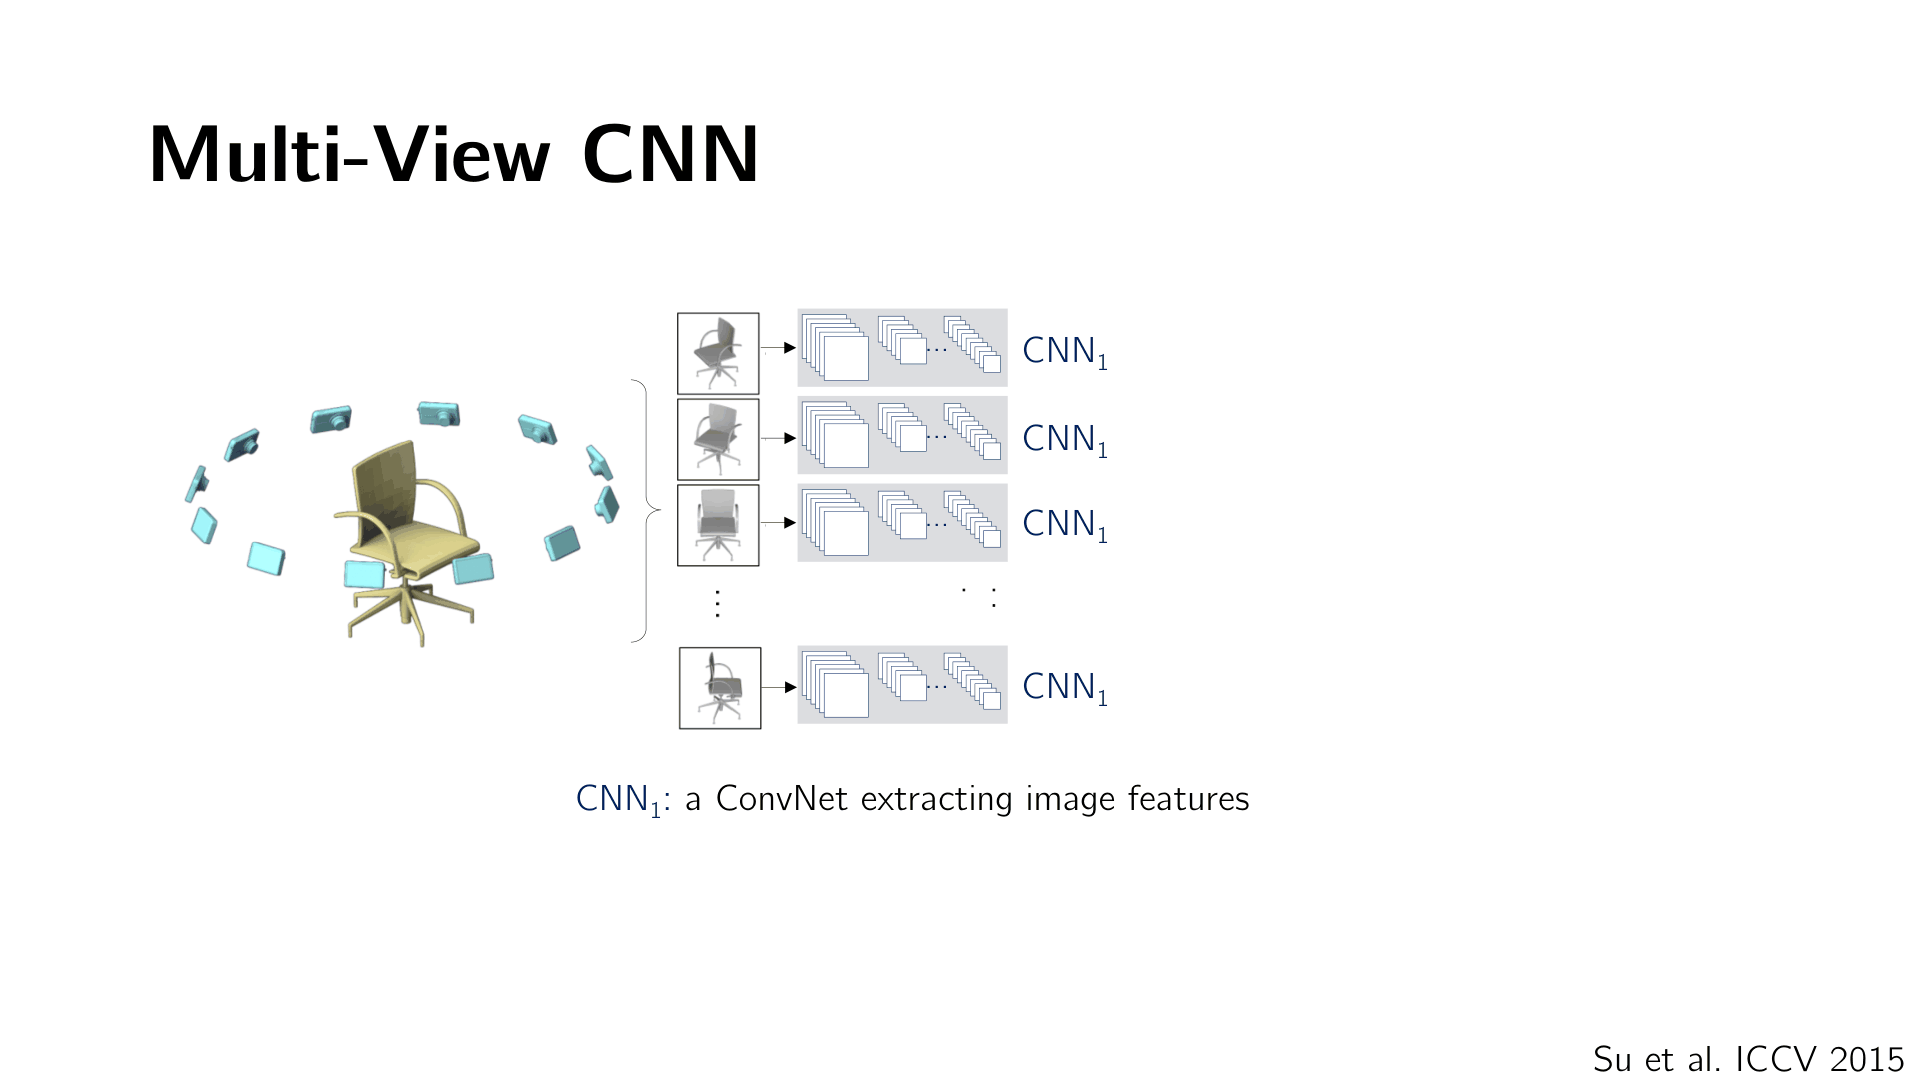 Multi-View CNN
CNN₁
CNN₁
CNN₁
CNN₁
CNN₁: a ConvNet extracting image features
Su et al. ICCV 2015